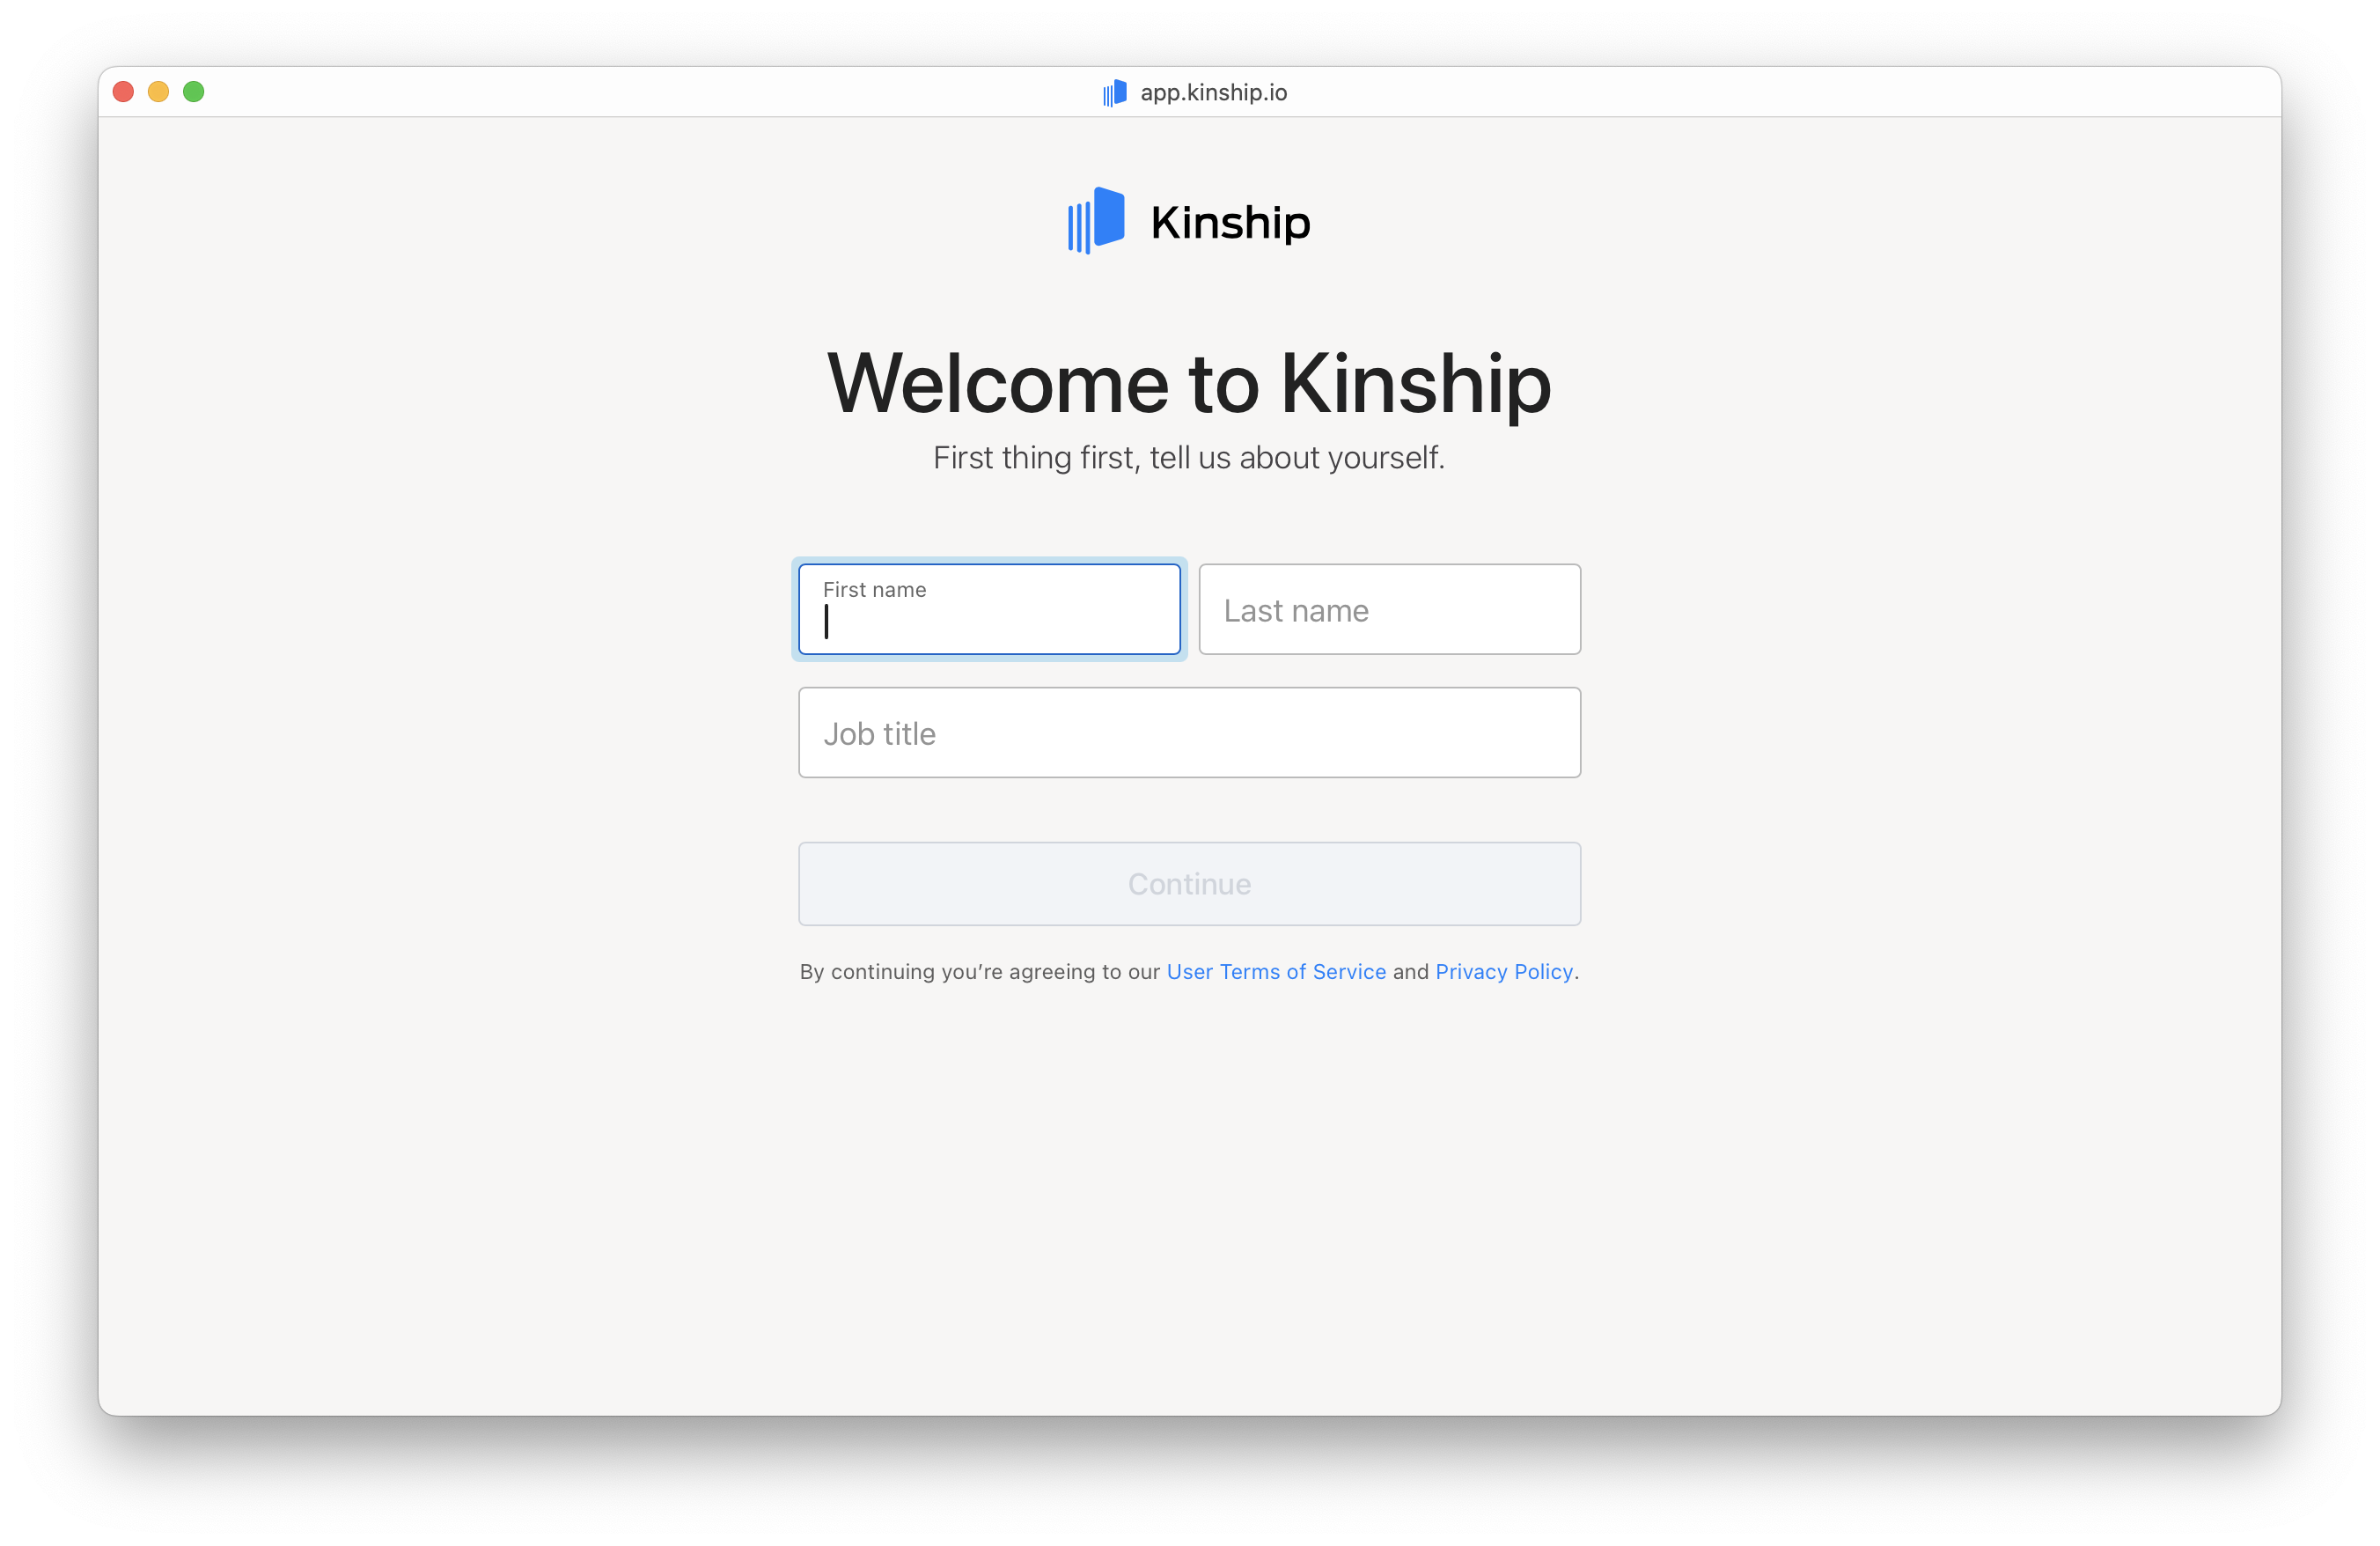 app.kinship.io
Kinship
Welcome to Kinship
First thing first, tell us about yourself.
First name
Last name
Job title
Continue
By continuing you’re agreeing to our User Terms of Service and Privacy Policy.